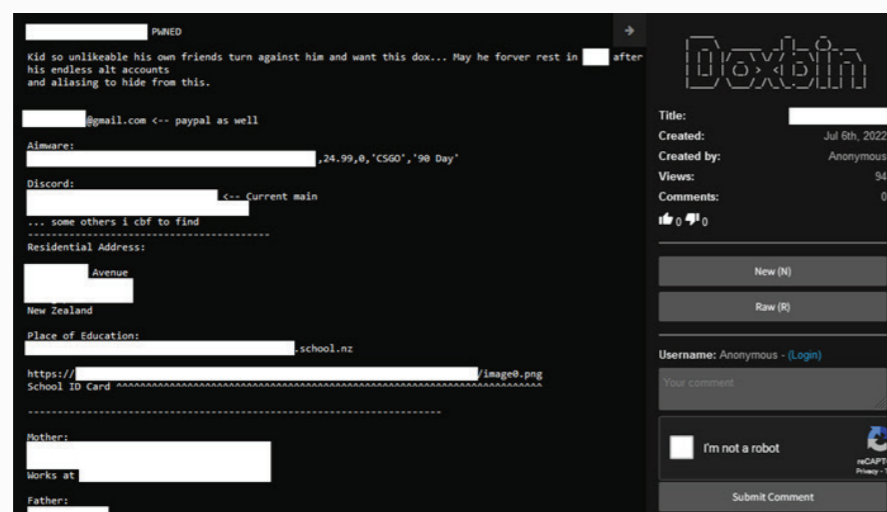 PWNED
Kid so unlikeable his own friends turn against him and want this dox... May he forver rest in after
his endless alt accounts
and aliasing to hide from this.
@gmail.com <-- paypal as well
Aimware:
,24.99,0,'CSGO','90 Day'
Discord:
<-- Current main
... some others i cbf to find
-----------------------------------------
Residential Address:
Avenue
New Zealand
Place of Education:
.school.nz
https:// /image0.png
School ID Card ^^^^^^^^^^^^^^^^^^^^^^^^^^^^^^^^^^^^^^^^^^^^^^^^^^^^^^^^^^^^^^^^^^^^^^^
----------------------------------------------------------------------
Mother:
Works at
Father:
→
Doxbin
Title:
Created: Jul 6th, 2022
Created by: Anonymous
Views: 94
Comments: 0
0 0
New (N)
Raw (R)
Username: Anonymous - (Login)
Your comment
I'm not a robot
reCAPT
Privacy - T
Submit Comment